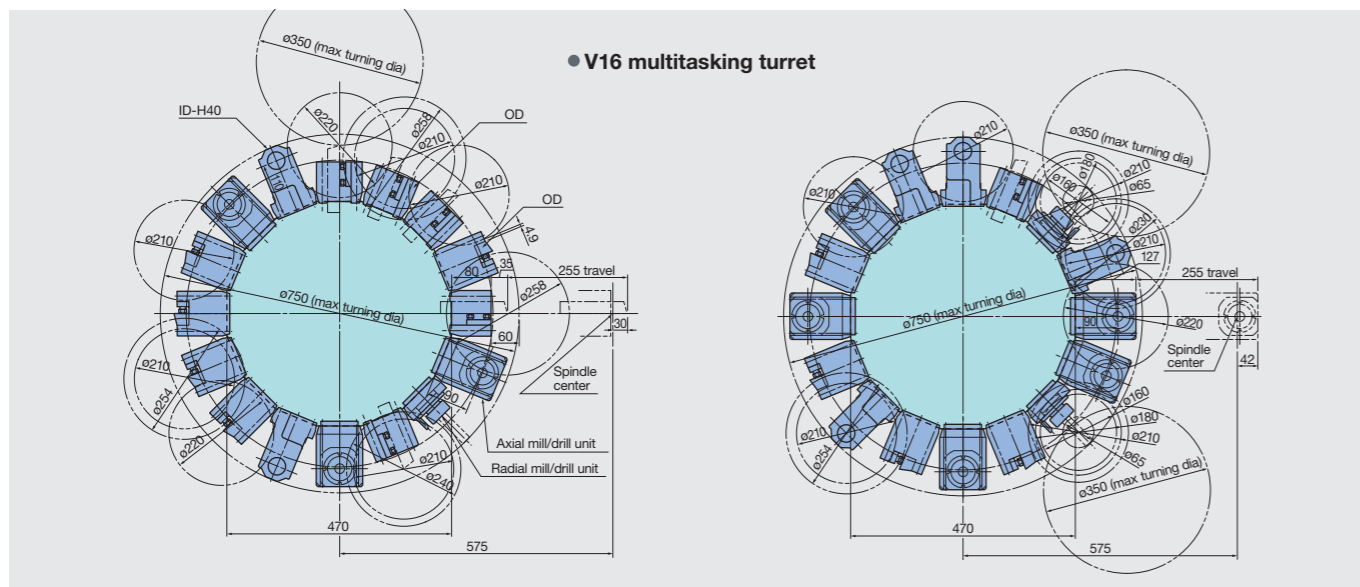 ● V16 multitasking turret
ø350 (max turning dia)
ID-H40
ø220
ø258
OD
ø210
ø210
OD
4.9
110
ø210
80
35
255 travel
ø750 (max turning dia)
ø258
30
60
Spindle
center
ø210
90
ø254
ø220
Axial mill/drill unit
ø210
Radial mill/drill unit
ø240
470
575
ø210
ø350 (max turning dia)
ø180
ø210
ø160
ø65
ø210
ø230
ø210
127
255 travel
ø750 (max turning dia)
90
ø220
Spindle
center
42
ø160
ø210
ø180
ø210
ø254
ø65
ø350 (max turning dia)
470
575